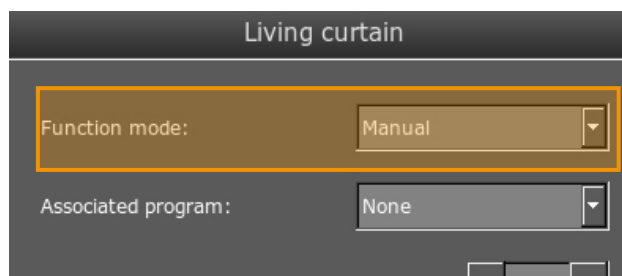 Living curtain
Function mode: Manual
Associated program: None